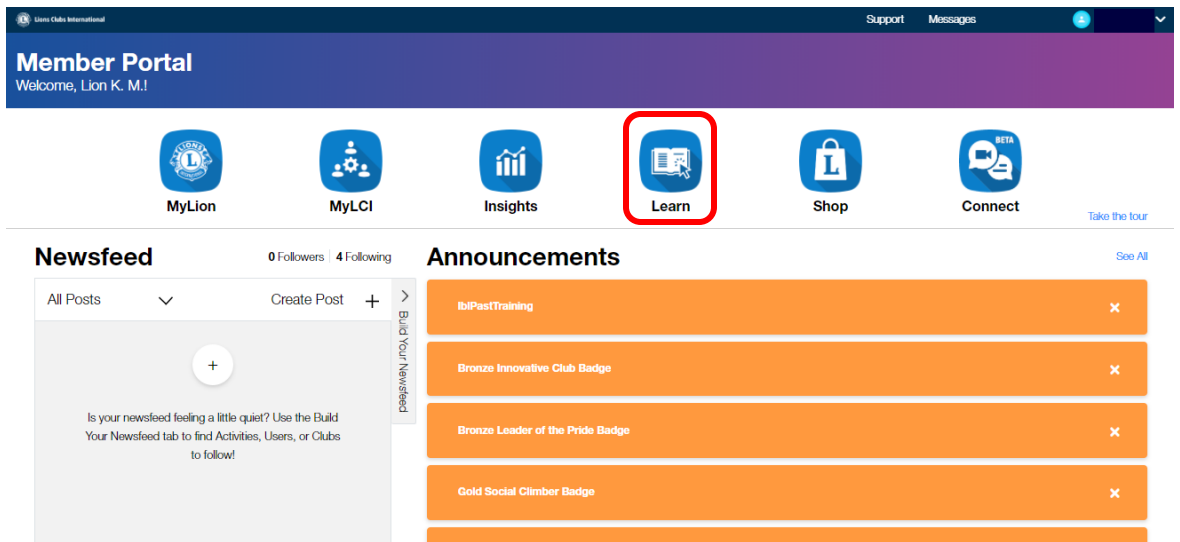 Lions Clubs International
Support Messages
Member Portal
Welcome, Lion K. M.!
BETA
MyLion MyLCI Insights Learn Shop Connect
Take the tour
Newsfeed 0 Followers 4 Following
Announcements See All
All Posts Create Post +
Build Your Newsfeed
Is your newsfeed feeling a little quiet? Use the Build
Your Newsfeed tab to find Activities, Users, or Clubs
to follow!
lblPastTraining
Bronze Innovative Club Badge
Bronze Leader of the Pride Badge
Gold Social Climber Badge